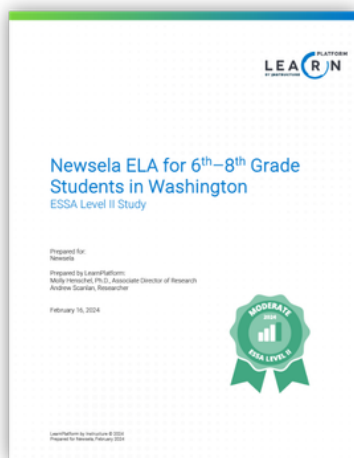 PLATFORM
LEARN
BY INSTRUCTURE
Newsela ELA for 6th–8th Grade
Students in Washington
ESSA Level II Study
Prepared for:
Newsela
Prepared by LearnPlatform:
Molly Henschel, Ph.D., Associate Director of Research
Andrew Scanlan, Researcher
February 16, 2024
MODERATE
2024
ESSA LEVEL II
LearnPlatform by Instructure © 2024
Prepared for Newsela, February 2024